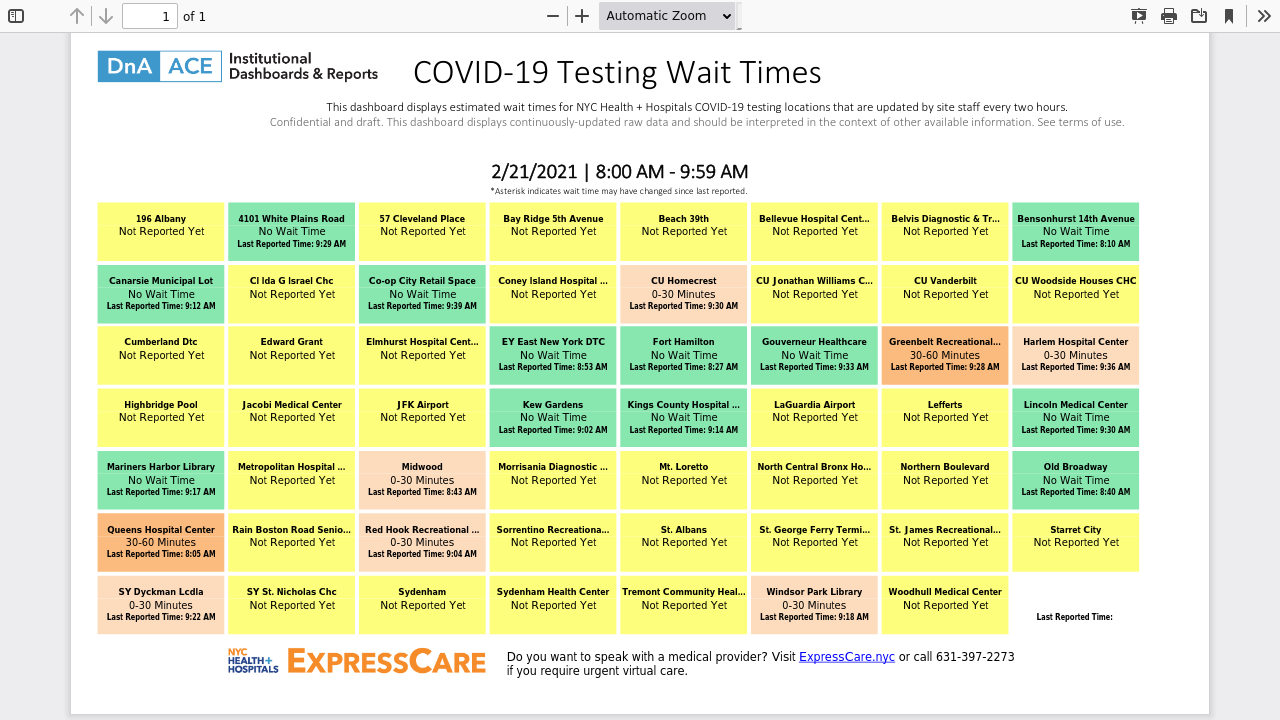 1 of 1 Automatic Zoom
DnA ACE Institutional Dashboards & Reports
COVID-19 Testing Wait Times
This dashboard displays estimated wait times for NYC Health + Hospitals COVID-19 testing locations that are updated by site staff every two hours.
Confidential and draft. This dashboard displays continuously-updated raw data and should be interpreted in the context of other available information. See terms of use.
2/21/2021 | 8:00 AM - 9:59 AM
*Asterisk indicates wait time may have changed since last reported.
196 Albany
Not Reported Yet
4101 White Plains Road
No Wait Time
Last Reported Time: 9:29 AM
57 Cleveland Place
Not Reported Yet
Bay Ridge 5th Avenue
Not Reported Yet
Beach 39th
Not Reported Yet
Bellevue Hospital Cent...
Not Reported Yet
Belvis Diagnostic & Tr...
Not Reported Yet
Bensonhurst 14th Avenue
No Wait Time
Last Reported Time: 8:10 AM
Canarsie Municipal Lot
No Wait Time
Last Reported Time: 9:12 AM
CI Ida G Israel Chc
Not Reported Yet
Co-op City Retail Space
No Wait Time
Last Reported Time: 9:39 AM
Coney Island Hospital ...
Not Reported Yet
CU Homecrest
0-30 Minutes
Last Reported Time: 9:30 AM
CU Jonathan Williams C...
Not Reported Yet
CU Vanderbilt
Not Reported Yet
CU Woodside Houses CHC
Not Reported Yet
Cumberland Dtc
Not Reported Yet
Edward Grant
Not Reported Yet
Elmhurst Hospital Cent...
Not Reported Yet
EY East New York DTC
No Wait Time
Last Reported Time: 8:53 AM
Fort Hamilton
No Wait Time
Last Reported Time: 8:27 AM
Gouverneur Healthcare
No Wait Time
Last Reported Time: 9:33 AM
Greenbelt Recreational...
30-60 Minutes
Last Reported Time: 9:28 AM
Harlem Hospital Center
0-30 Minutes
Last Reported Time: 9:36 AM
Highbridge Pool
Not Reported Yet
Jacobi Medical Center
Not Reported Yet
JFK Airport
Not Reported Yet
Kew Gardens
No Wait Time
Last Reported Time: 9:02 AM
Kings County Hospital ...
No Wait Time
Last Reported Time: 9:14 AM
LaGuardia Airport
Not Reported Yet
Lefferts
Not Reported Yet
Lincoln Medical Center
No Wait Time
Last Reported Time: 9:30 AM
Mariners Harbor Library
No Wait Time
Last Reported Time: 9:17 AM
Metropolitan Hospital ...
Not Reported Yet
Midwood
0-30 Minutes
Last Reported Time: 8:43 AM
Morrisania Diagnostic ...
Not Reported Yet
Mt. Loretto
Not Reported Yet
North Central Bronx Ho...
Not Reported Yet
Northern Boulevard
Not Reported Yet
Old Broadway
No Wait Time
Last Reported Time: 8:40 AM
Queens Hospital Center
30-60 Minutes
Last Reported Time: 8:05 AM
Rain Boston Road Senio...
Not Reported Yet
Red Hook Recreational ...
0-30 Minutes
Last Reported Time: 9:04 AM
Sorrentino Recreationa...
Not Reported Yet
St. Albans
Not Reported Yet
St. George Ferry Termi...
Not Reported Yet
St. James Recreational...
Not Reported Yet
Starret City
Not Reported Yet
SY Dyckman Lcdla
0-30 Minutes
Last Reported Time: 9:22 AM
SY St. Nicholas Chc
Not Reported Yet
Sydenham
Not Reported Yet
Sydenham Health Center
Not Reported Yet
Tremont Community Heal...
Not Reported Yet
Windsor Park Library
0-30 Minutes
Last Reported Time: 9:18 AM
Woodhull Medical Center
Not Reported Yet
Last Reported Time:
NYC HEALTH+ HOSPITALS EXPRESSCARE
Do you want to speak with a medical provider? Visit ExpressCare.nyc or call 631-397-2273
if you require urgent virtual care.